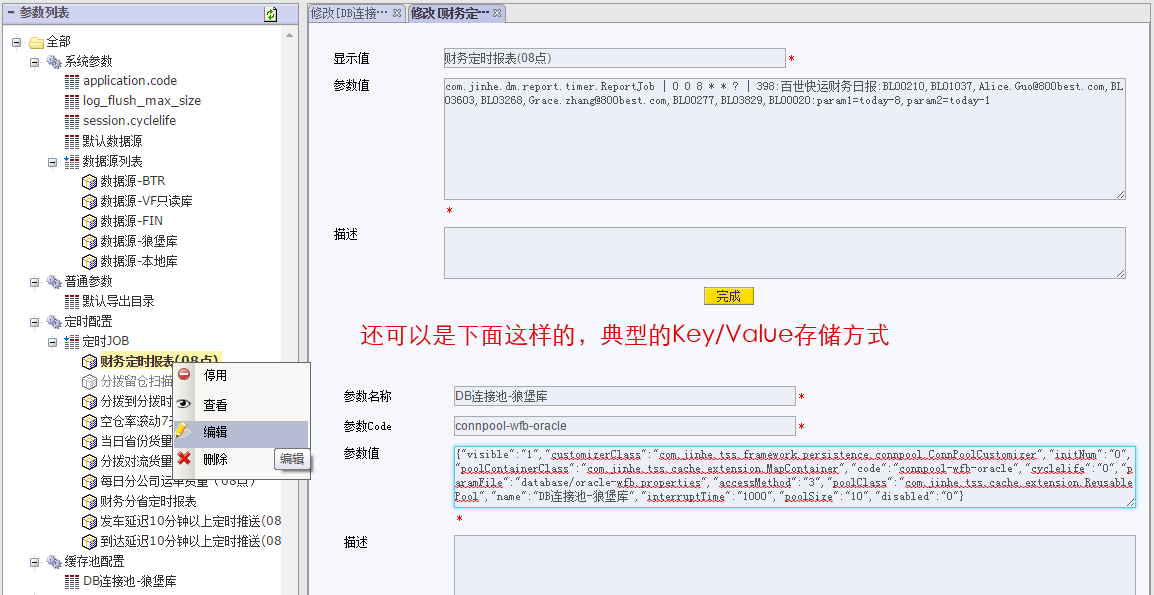 参数列表
全部
系统参数
application.code
log_flush_max_size
session.cyclelife
默认数据源
数据源列表
数据源-BTR
数据源-VF只读库
数据源-FIN
数据源-狼堡库
数据源-本地库
普通参数
默认导出目录
定时配置
定时JOB
财务定时报表(08点)
分拨留仓扫描
分拨到分拨时
空仓率滚动7天
当日省份货量
分拨对流货量
每日分公司运单货量（08点）
财务分省定时报表
发车延迟10分钟以上定时推送(08
到达延迟10分钟以上定时推送(08
缓存池配置
DB连接池-狼堡库
停用
查看
编辑
删除
编辑
修改[DB连接…
修改[财务定…
显示值
财务定时报表(08点)
*
参数值
com.jinhe.dm.report.timer.ReportJob | 0 0 8 * * ? | 398:百世快运财务日报:BL00210,BL01037,Alice.Guo@800best.com,BL
03603,BL03268,Grace.zhang@800best.com,BL00277,BL03829,BL00020:param1=today-8,param2=today-1
*
描述
完成
还可以是下面这样的，典型的Key/Value存储方式
参数名称
DB连接池-狼堡库
*
参数Code
connpool-wfb-oracle
*
参数值
{"visible":"1","customizerClass":"com.jinhe.tss.framework.persistence.connpool.ConnPoolCustomizer","initNum":"0",
"poolContainerClass":"com.jinhe.tss.cache.extension.MapContainer","code":"connpool-wfb-oracle","cyclelife":"0","p
aramFile":"database/oracle-wfb.properties","accessMethod":"3","poolClass":"com.jinhe.tss.cache.extension.Reusable
Pool","name":"DB连接池-狼堡库","interruptTime":"1000","poolSize":"10","disabled":"0"}
*
描述